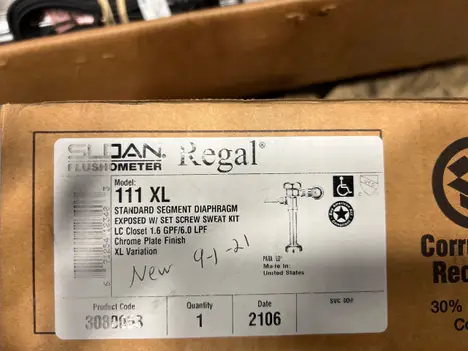 SLOAN. Regal®
FLUSHOMETER
Model:
111 XL
STANDARD SEGMENT DIAPHRAGM
EXPOSED W/ SET SCREW SWEAT KIT
LC Closet 1.6 GPF/6.0 LPF
Chrome Plate Finish
XL Variation
New 9-1-21
Made in:
United States
Product Code
3080053
Quantity
1
Date
2106
Corr
Rec
30%
Co